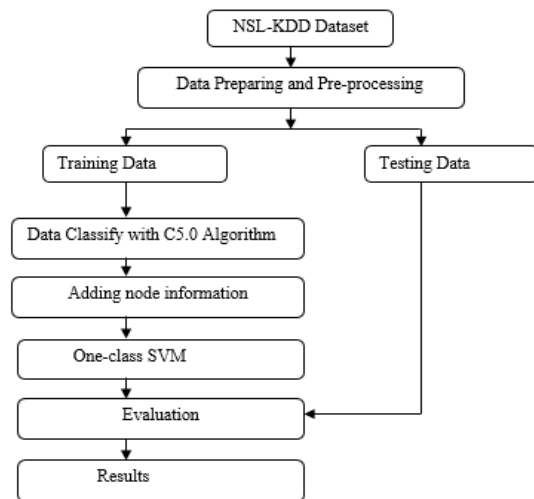 NSL-KDD Dataset
Data Preparing and Pre-processing
Training Data
Testing Data
Data Classify with C5.0 Algorithm
Adding node information
One-class SVM
Evaluation
Results